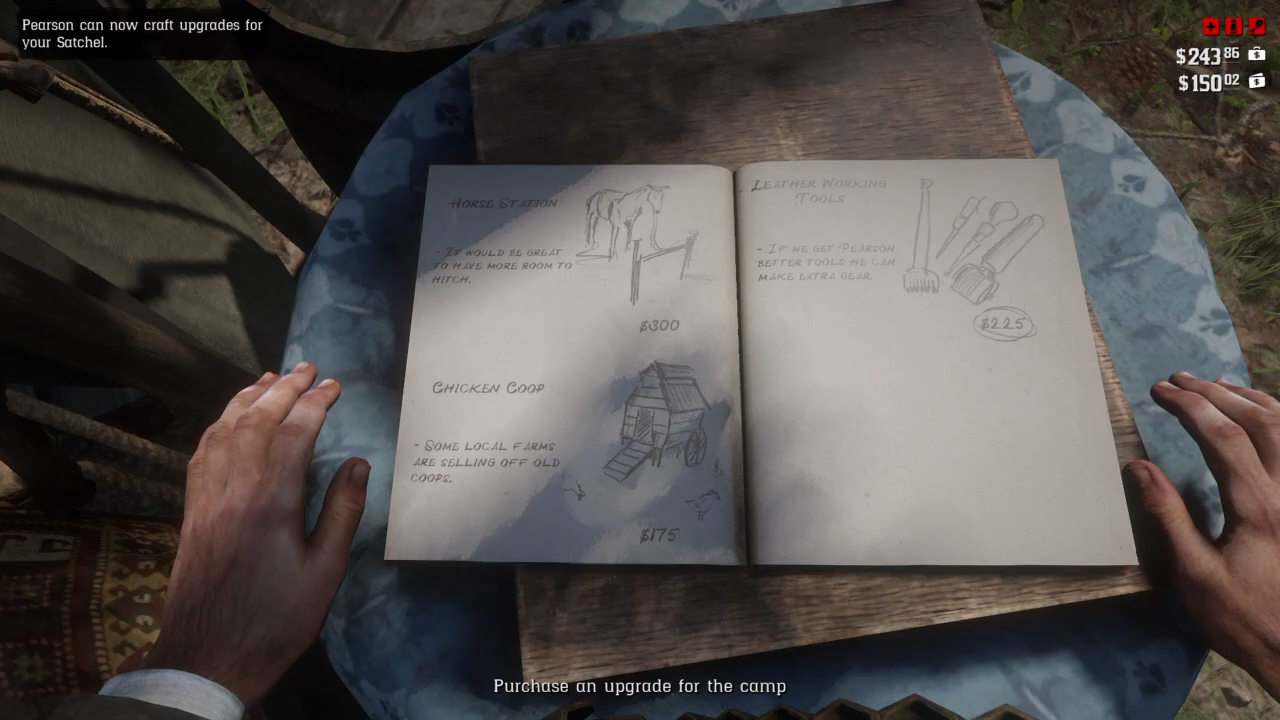 Pearson can now craft upgrades for
your Satchel.
$243 86
$150 02
Horse Station
- It would be great
to have more room to
hitch.
$300
Chicken Coop
- Some local farms
are selling off old
coops.
$175
Leather Working
Tools
- If we get Pearson
better tools he can
make extra gear.
$225
Purchase an upgrade for the camp